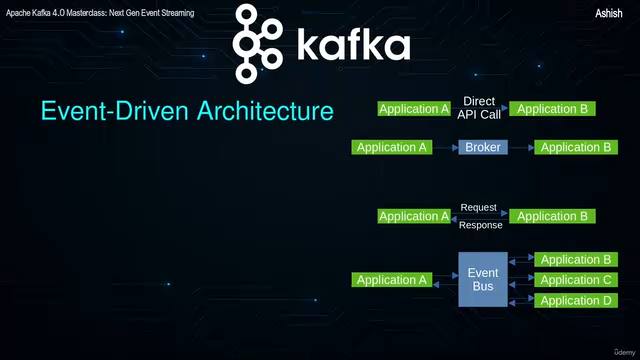 Apache Kafka 4.0 Masterclass: Next Gen Event Streaming
Ashish
kafka
Event-Driven Architecture
Application A
Direct
API Call
Application B
Application A
Broker
Application B
Application A
Request
Response
Application B
Application A
Event
Bus
Application B
Application C
Application D
udemy